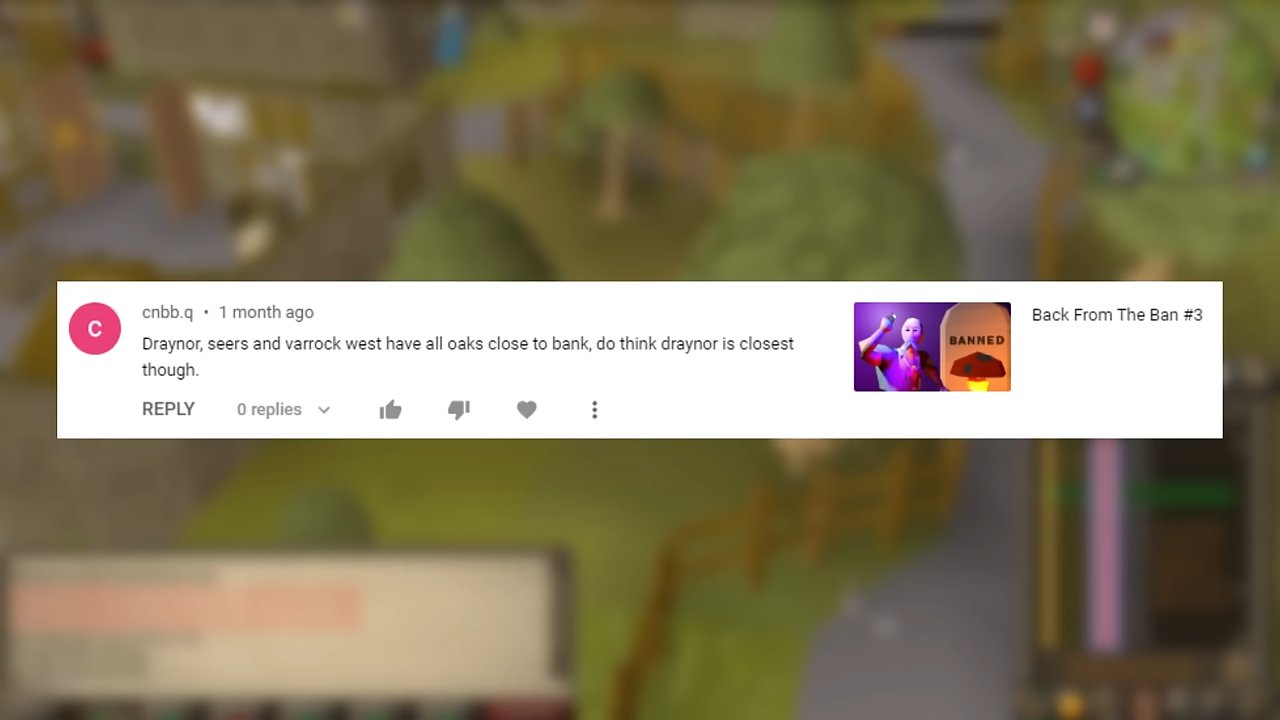 cnbb.q • 1 month ago
Draynor, seers and varrock west have all oaks close to bank, do think draynor is closest
though.
REPLY 0 replies
BANNED
Back From The Ban #3